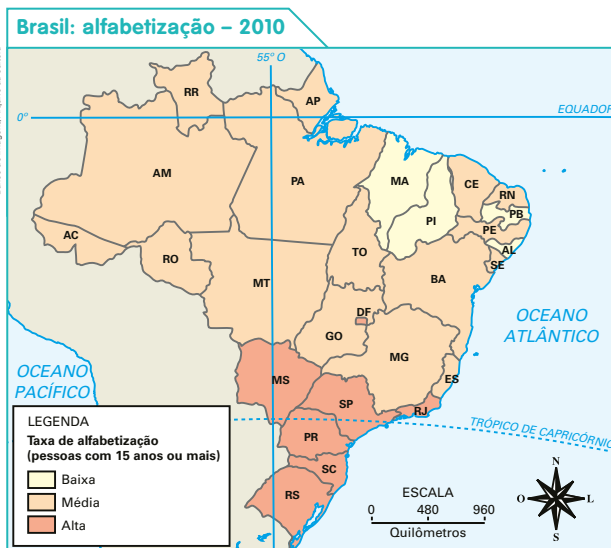 Brasil: alfabetização – 2010
55° O
RR
AP
0°
EQUADOR
AM
PA
MA
CE
RN
PB
PI
PE
AC
AL
TO
SE
RO
BA
MT
DF
GO
OCEANO
ATLÂNTICO
MG
OCEANO
PACÍFICO
MS
ES
SP
RJ
TRÓPICO DE CAPRICÓRNIO
PR
SC
RS
LEGENDA
Taxa de alfabetização
(pessoas com 15 anos ou mais)
Baixa
Média
Alta
ESCALA
0 480 960
Quilômetros
N
O L
S